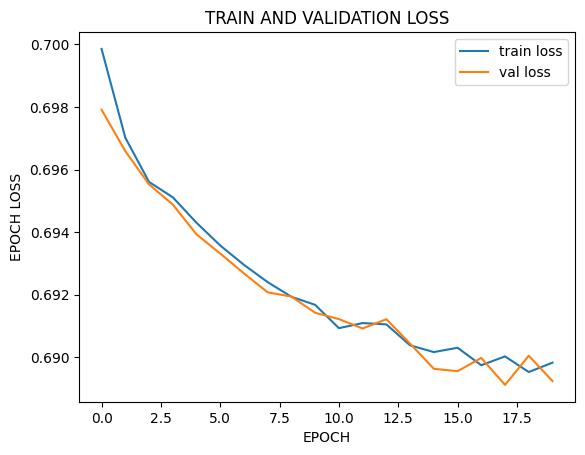 TRAIN AND VALIDATION LOSS
train loss
val loss
0.700
0.698
0.696
0.694
0.692
0.690
EPOCH LOSS
0.0 2.5 5.0 7.5 10.0 12.5 15.0 17.5
EPOCH